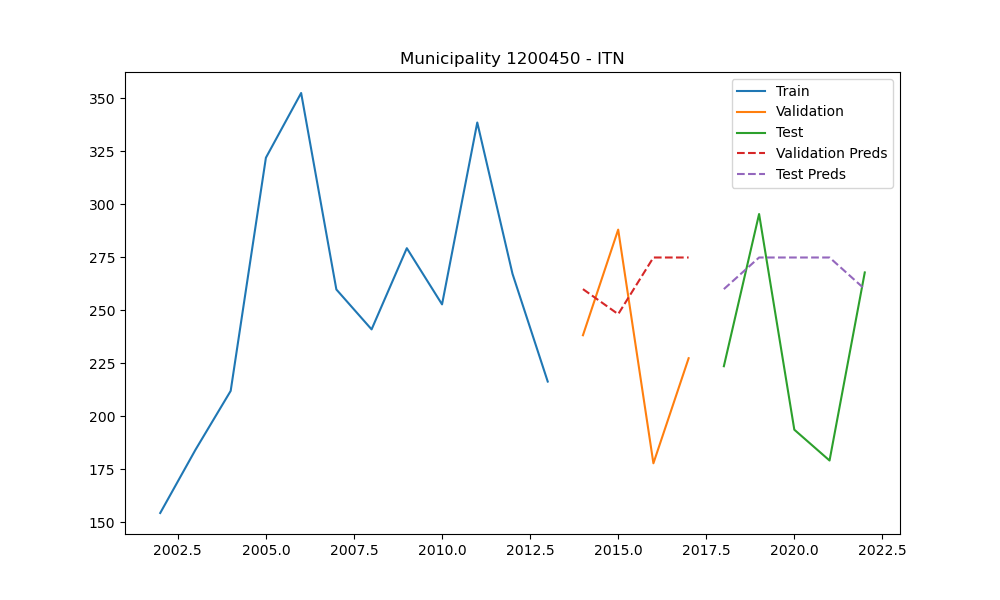 Municipality 1200450 - ITN
Train
Validation
Test
Validation Preds
Test Preds
350
325
300
275
250
225
200
175
150
2002.5 2005.0 2007.5 2010.0 2012.5 2015.0 2017.5 2020.0 2022.5